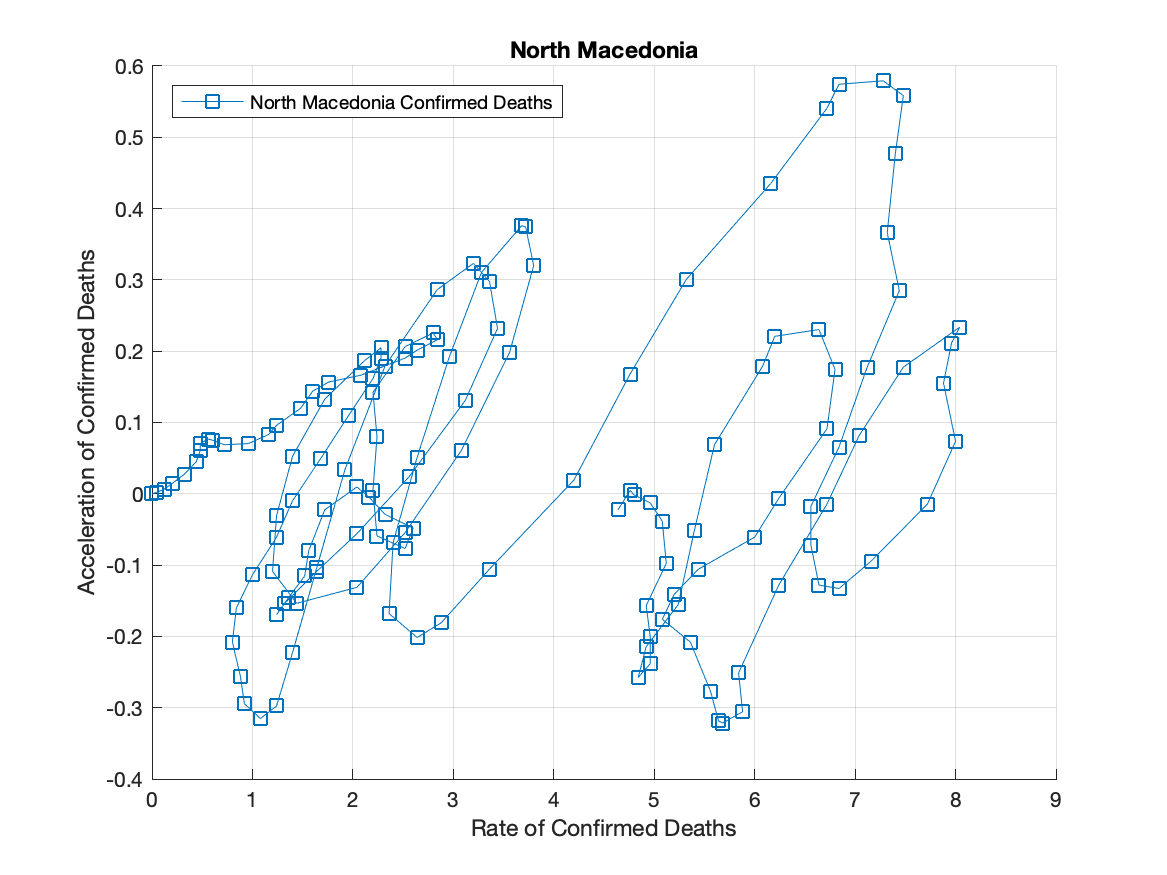 North Macedonia
North Macedonia Confirmed Deaths
0.6
0.5
0.4
0.3
0.2
0.1
0
-0.1
-0.2
-0.3
-0.4
Acceleration of Confirmed Deaths
0 1 2 3 4 5 6 7 8 9
Rate of Confirmed Deaths